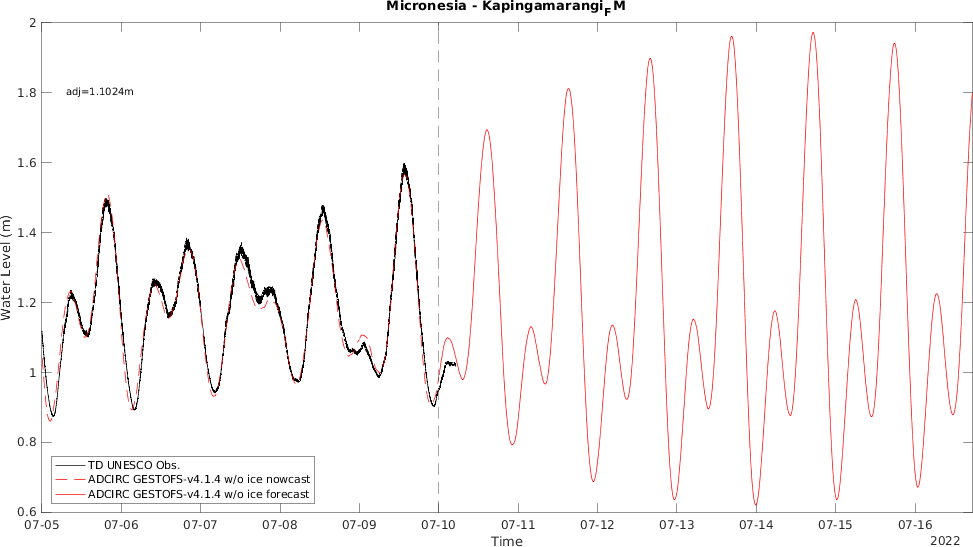 Micronesia - Kapingamarangi_FM
2
1.8
1.6
1.4
1.2
1
0.8
0.6
Water Level (m)
adj=1.1024m
TD UNESCO Obs.
ADCIRC GESTOFS-v4.1.4 w/o ice nowcast
ADCIRC GESTOFS-v4.1.4 w/o ice forecast
07-05 07-06 07-07 07-08 07-09 07-10 07-11 07-12 07-13 07-14 07-15 07-16
Time
2022